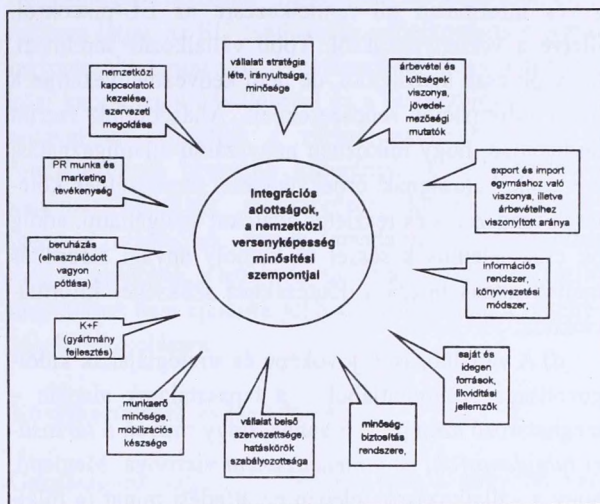 vállalati stratégia
léte, irányultsága,
minősége
árbevétel és
költségek
viszonya,
jövedel-
mezőségi
mutatók
export és import
egymáshoz való
viszonya, illetve
árbevételhez
viszonyított aránya
információs
rendszer,
könyvvezetési
módszer,
saját és
idegen
források,
likviditási
jellemzők
minőség-
biztosítás
rendszere,
vállalat belső
szervezettsége,
hatáskörök
szabályozottsága
munkaerő
minősége,
mobilizációs
készsége
K+F
(gyártmány
fejlesztés)
beruházás
(elhasználódott
vagyon
pótlása)
PR munka és
marketing
tevékenység
nemzetközi
kapcsolatok
kezelése,
szervezeti
megoldása
Integrációs
adottságok,
a nemzetközi
versenyképesség
minősítési
szempontjai